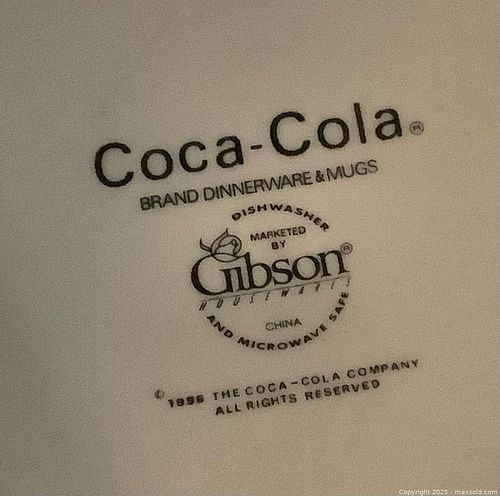 Coca-Cola®
BRAND DINNERWARE & MUGS
DISHWASHER
MARKETED
BY
Gibson®
HOUSEWARES
CHINA
AND MICROWAVE SAFE
© 1996 THE COCA-COLA COMPANY
ALL RIGHTS RESERVED
Copyright 2025 - maxsold.com